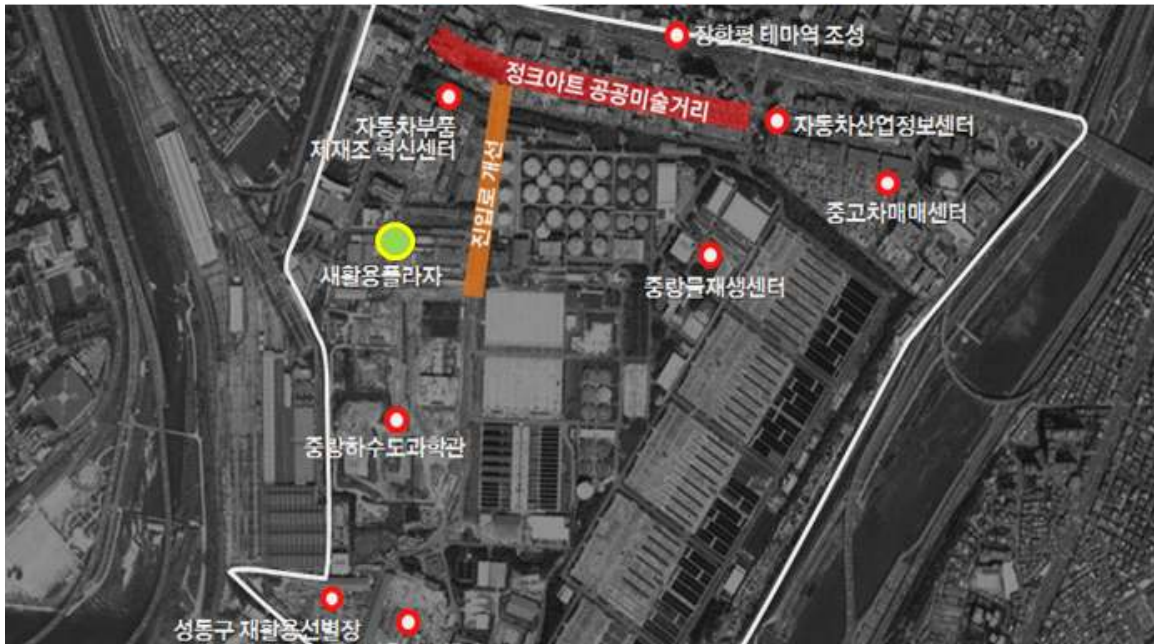 장한평 테마역 조성
정크아트 공공미술거리
자동차산업정보센터
자동차부품
재제조 혁신센터
진입로 개선
중고차매매센터
새활용플라자
중랑물재생센터
중랑하수도과학관
성동구 재활용선별장